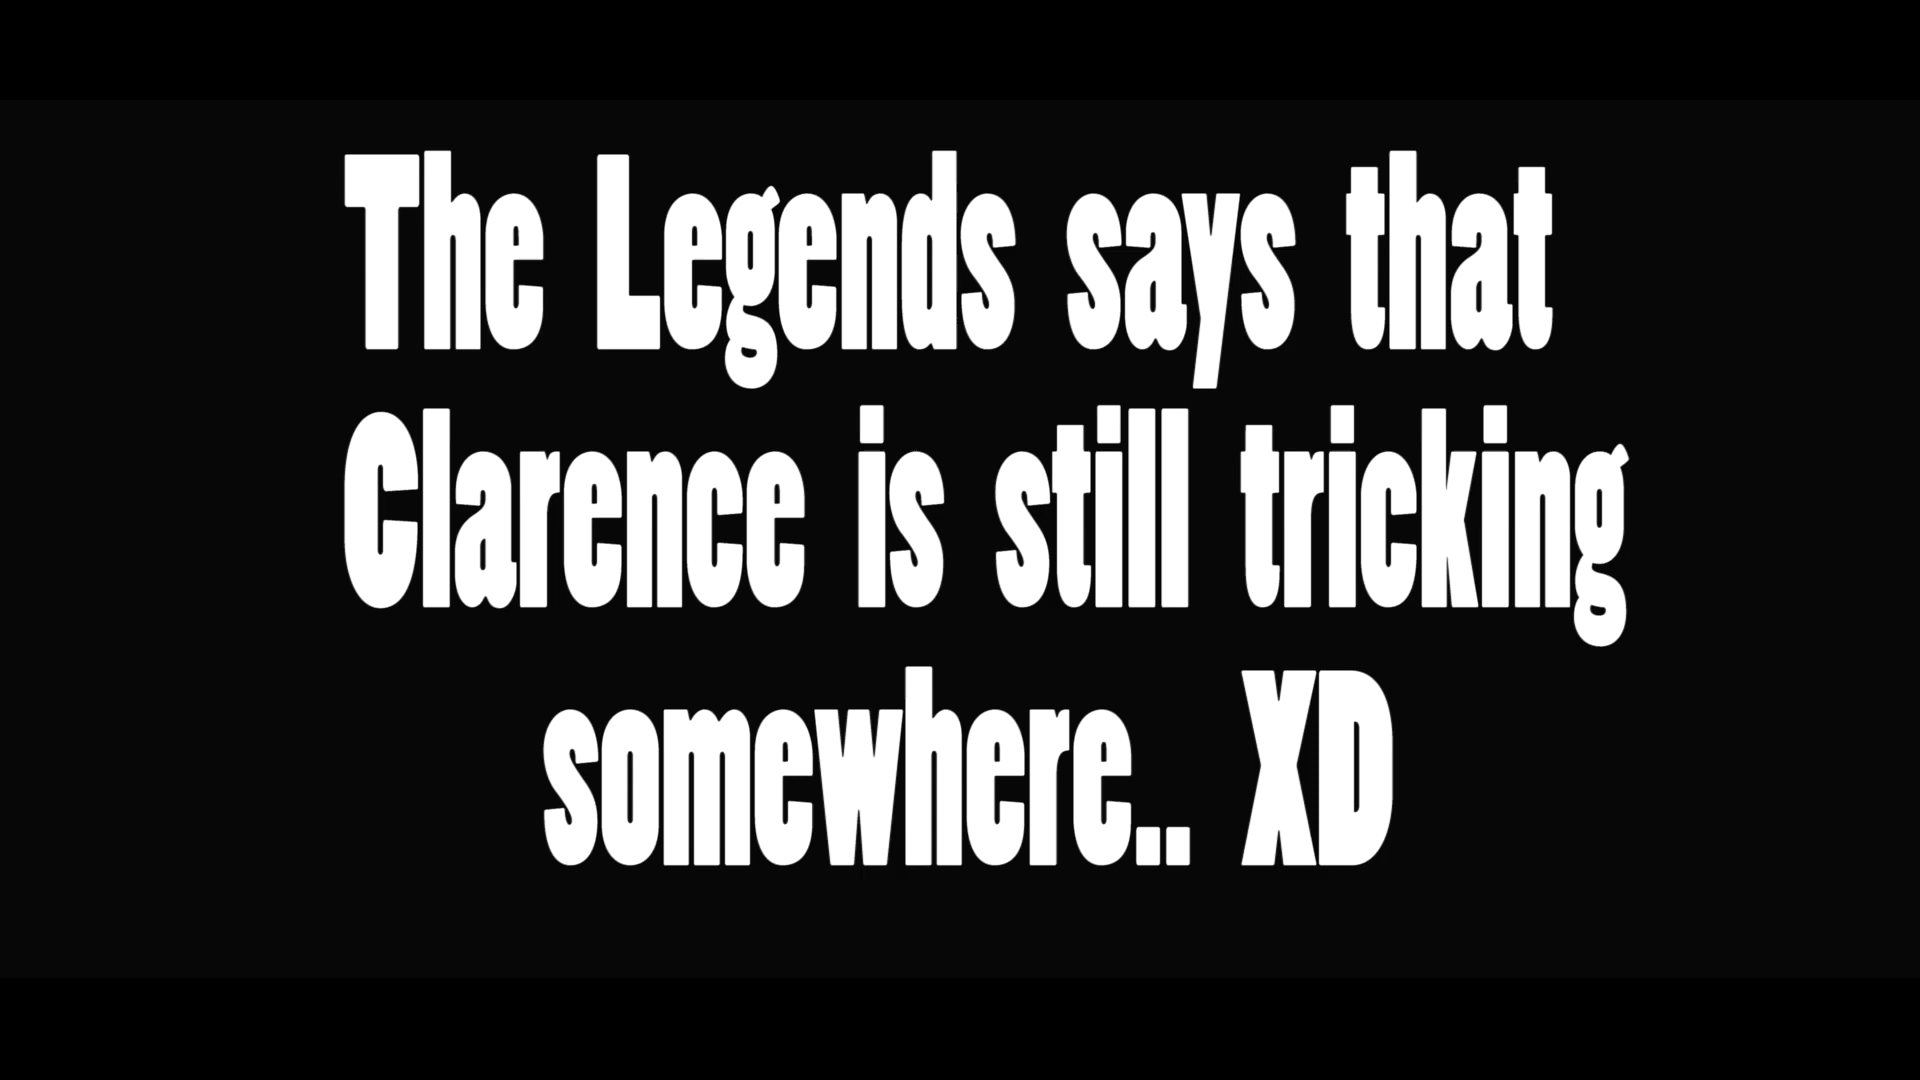 The Legends says that
Clarence is still tricking
somewhere.. XD